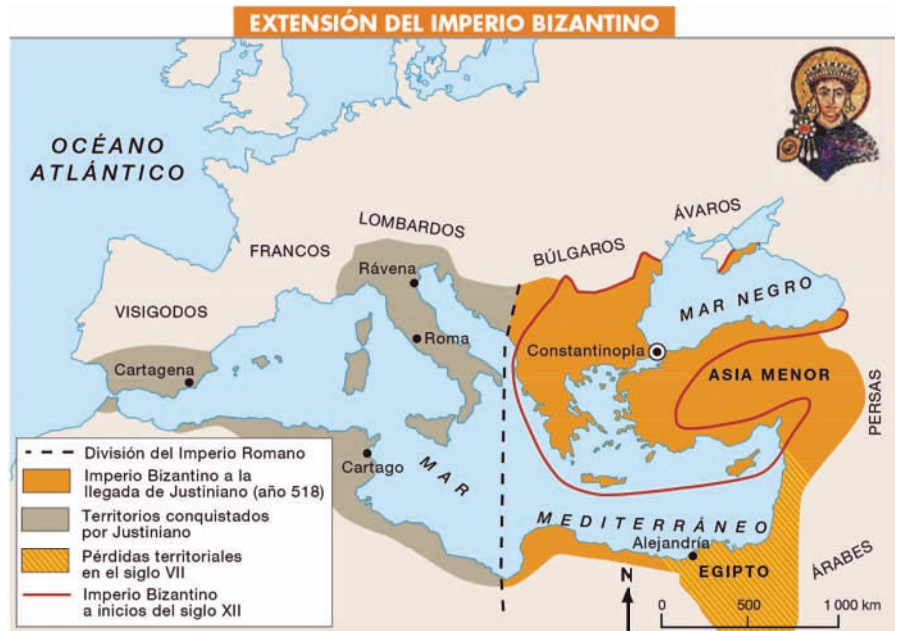 EXTENSIÓN DEL IMPERIO BIZANTINO
OCÉANO
ATLÁNTICO
ÁVAROS
LOMBARDOS
BÚLGAROS
FRANCOS
Rávena
MAR NEGRO
VISIGODOS
Roma
Constantinopla
Cartagena
ASIA MENOR
PERSAS
Cartago
MAR
MEDITERRÁNEO
Alejandría
EGIPTO
ÁRABES
División del Imperio Romano
Imperio Bizantino a la
llegada de Justiniano (año 518)
Territorios conquistados
por Justiniano
Pérdidas territoriales
en el siglo VII
Imperio Bizantino
a inicios del siglo XII
N
0 500 1 000 km